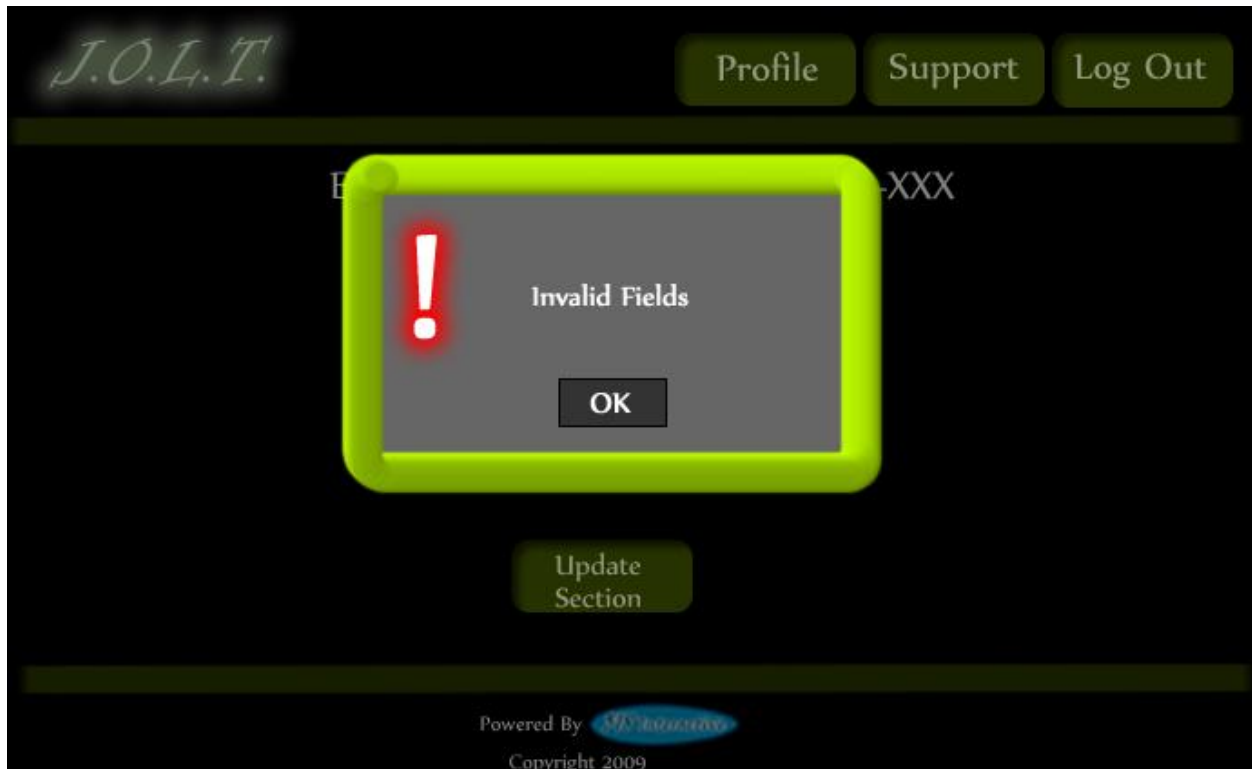 J.O.L.T.
Profile Support Log Out
-XXX
Invalid Fields
OK
Update
Section
Powered By
Copyright 2009